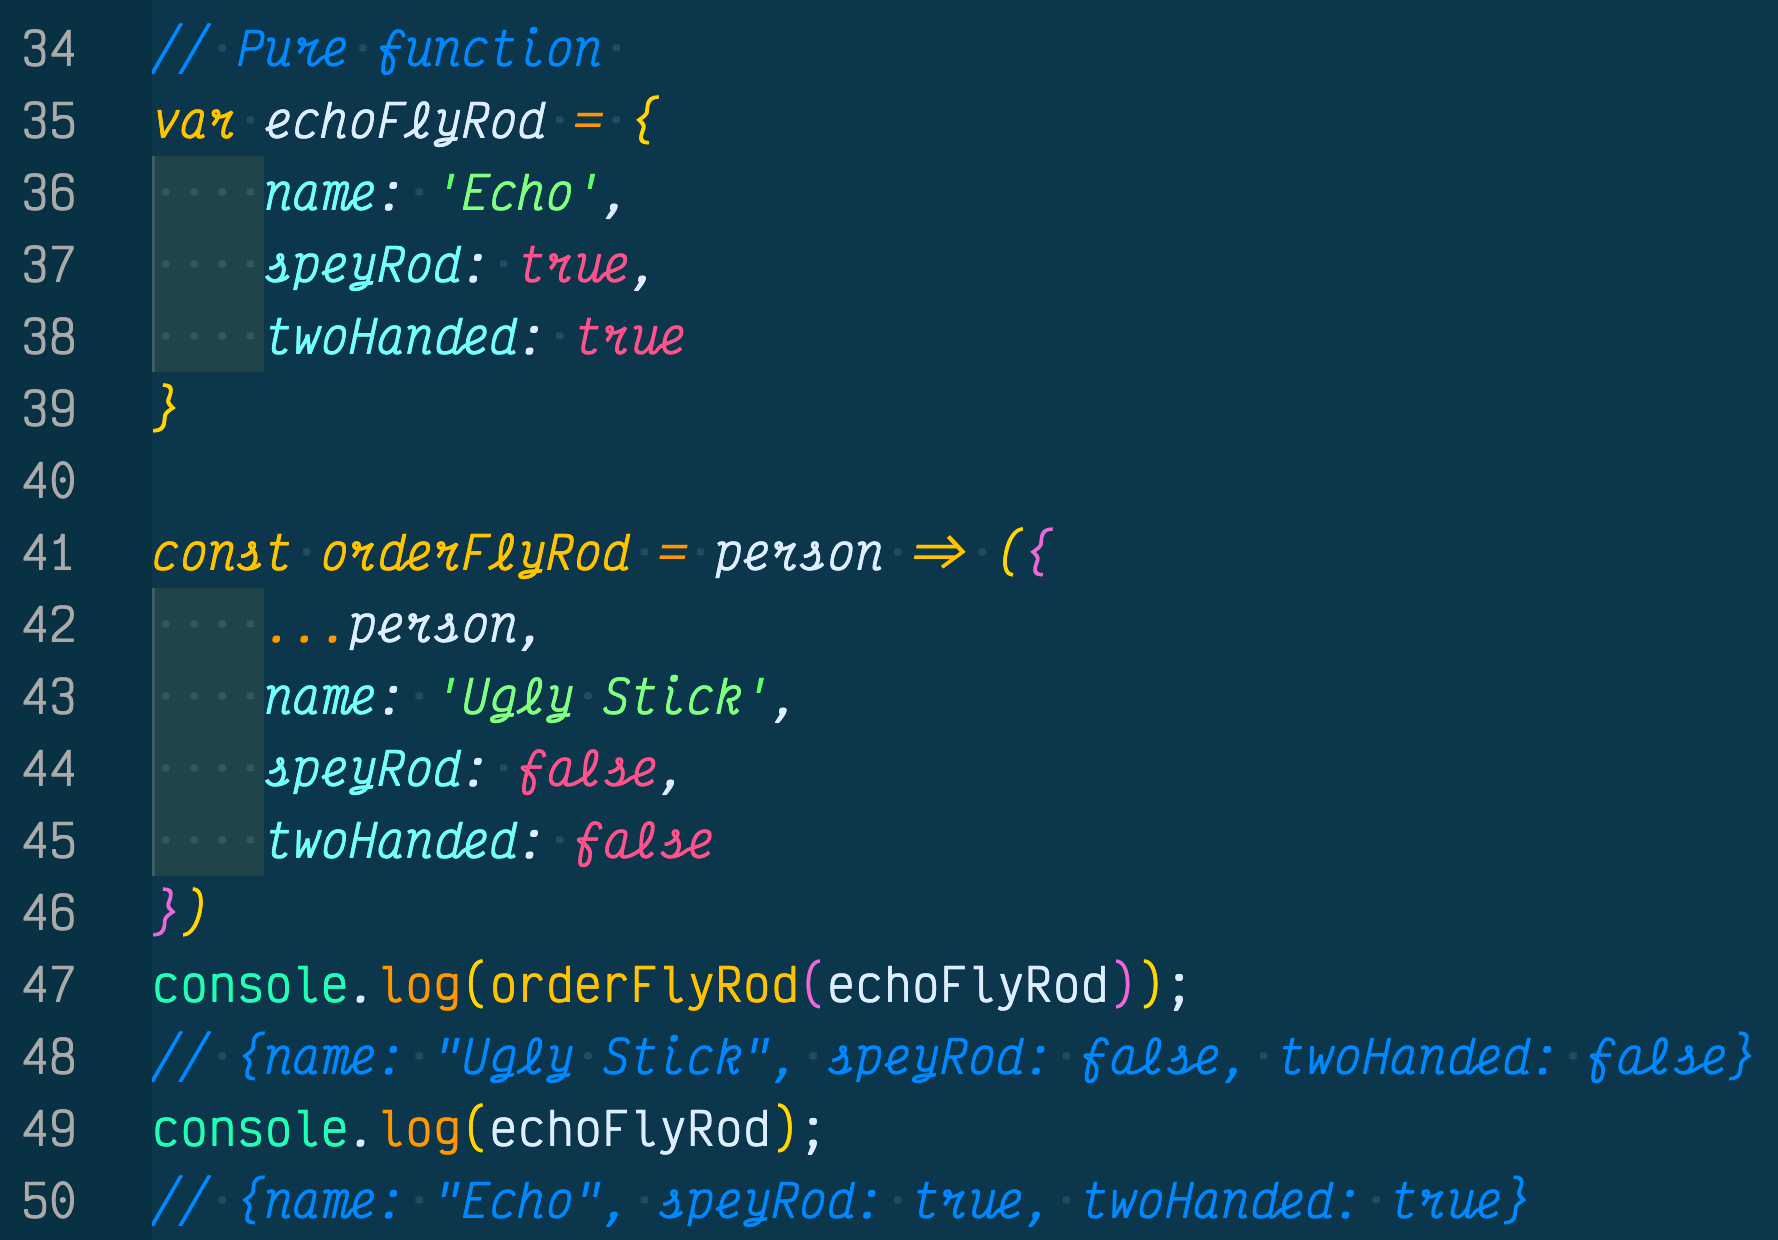 34 // Pure function
35 var echoFlyRod = {
36     name: 'Echo',
37     speyRod: true,
38     twoHanded: true
39 }
40
41 const orderFlyRod = person => ({
42     ...person,
43     name: 'Ugly Stick',
44     speyRod: false,
45     twoHanded: false
46 })
47 console.log(orderFlyRod(echoFlyRod));
48 // {name: "Ugly Stick", speyRod: false, twoHanded: false}
49 console.log(echoFlyRod);
50 // {name: "Echo", speyRod: true, twoHanded: true}